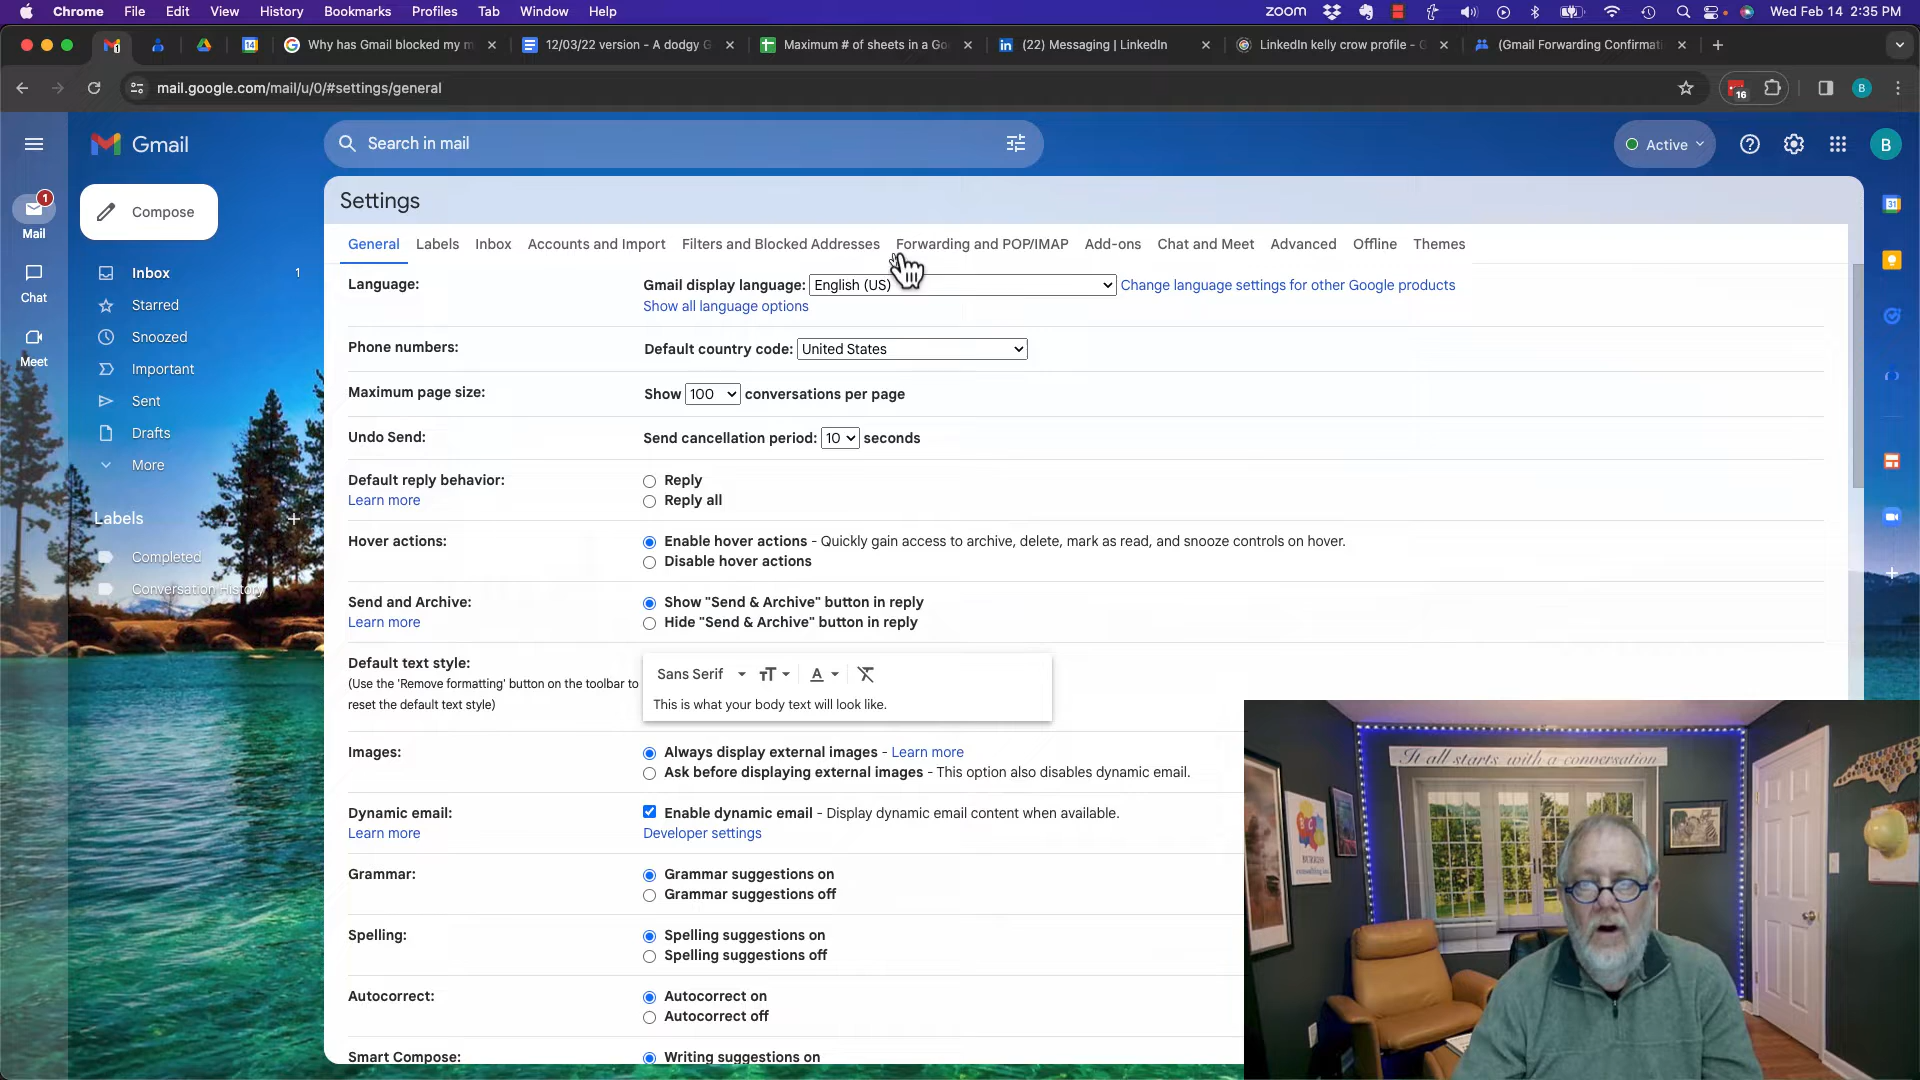 Chrome File Edit View History Bookmarks Profiles Tab Window Help zoom Wed Feb 14 2:35 PM
1 14 Why has Gmail blocked my m 12/03/22 version - A dodgy G Maximum # of sheets in a Go (22) Messaging | LinkedIn LinkedIn kelly crow profile - G (Gmail Forwarding Confirmati
mail.google.com/mail/u/0/#settings/general 16 B
Gmail Search in mail Active B
Settings
1
Mail
Compose
General Labels Inbox Accounts and Import Filters and Blocked Addresses Forwarding and POP/IMAP Add-ons Chat and Meet Advanced Offline Themes
Chat
Meet
Inbox 1
Starred
Snoozed
Important
Sent
Drafts
More
Labels
Completed
Conversation History
Language: Gmail display language: English (US) Change language settings for other Google products
Show all language options
Phone numbers: Default country code: United States
Maximum page size: Show 100 conversations per page
Undo Send: Send cancellation period: 10 seconds
Default reply behavior: Reply
Learn more Reply all
Hover actions: Enable hover actions - Quickly gain access to archive, delete, mark as read, and snooze controls on hover.
Disable hover actions
Send and Archive: Show "Send & Archive" button in reply
Learn more Hide "Send & Archive" button in reply
Default text style: Sans Serif
(Use the 'Remove formatting' button on the toolbar to
reset the default text style) This is what your body text will look like.
Images: Always display external images - Learn more
Ask before displaying external images - This option also disables dynamic email.
Dynamic email: Enable dynamic email - Display dynamic email content when available.
Learn more Developer settings
Grammar: Grammar suggestions on
Grammar suggestions off
Spelling: Spelling suggestions on
Spelling suggestions off
Autocorrect: Autocorrect on
Autocorrect off
Smart Compose: Writing suggestions on
31
It all starts with a conversation